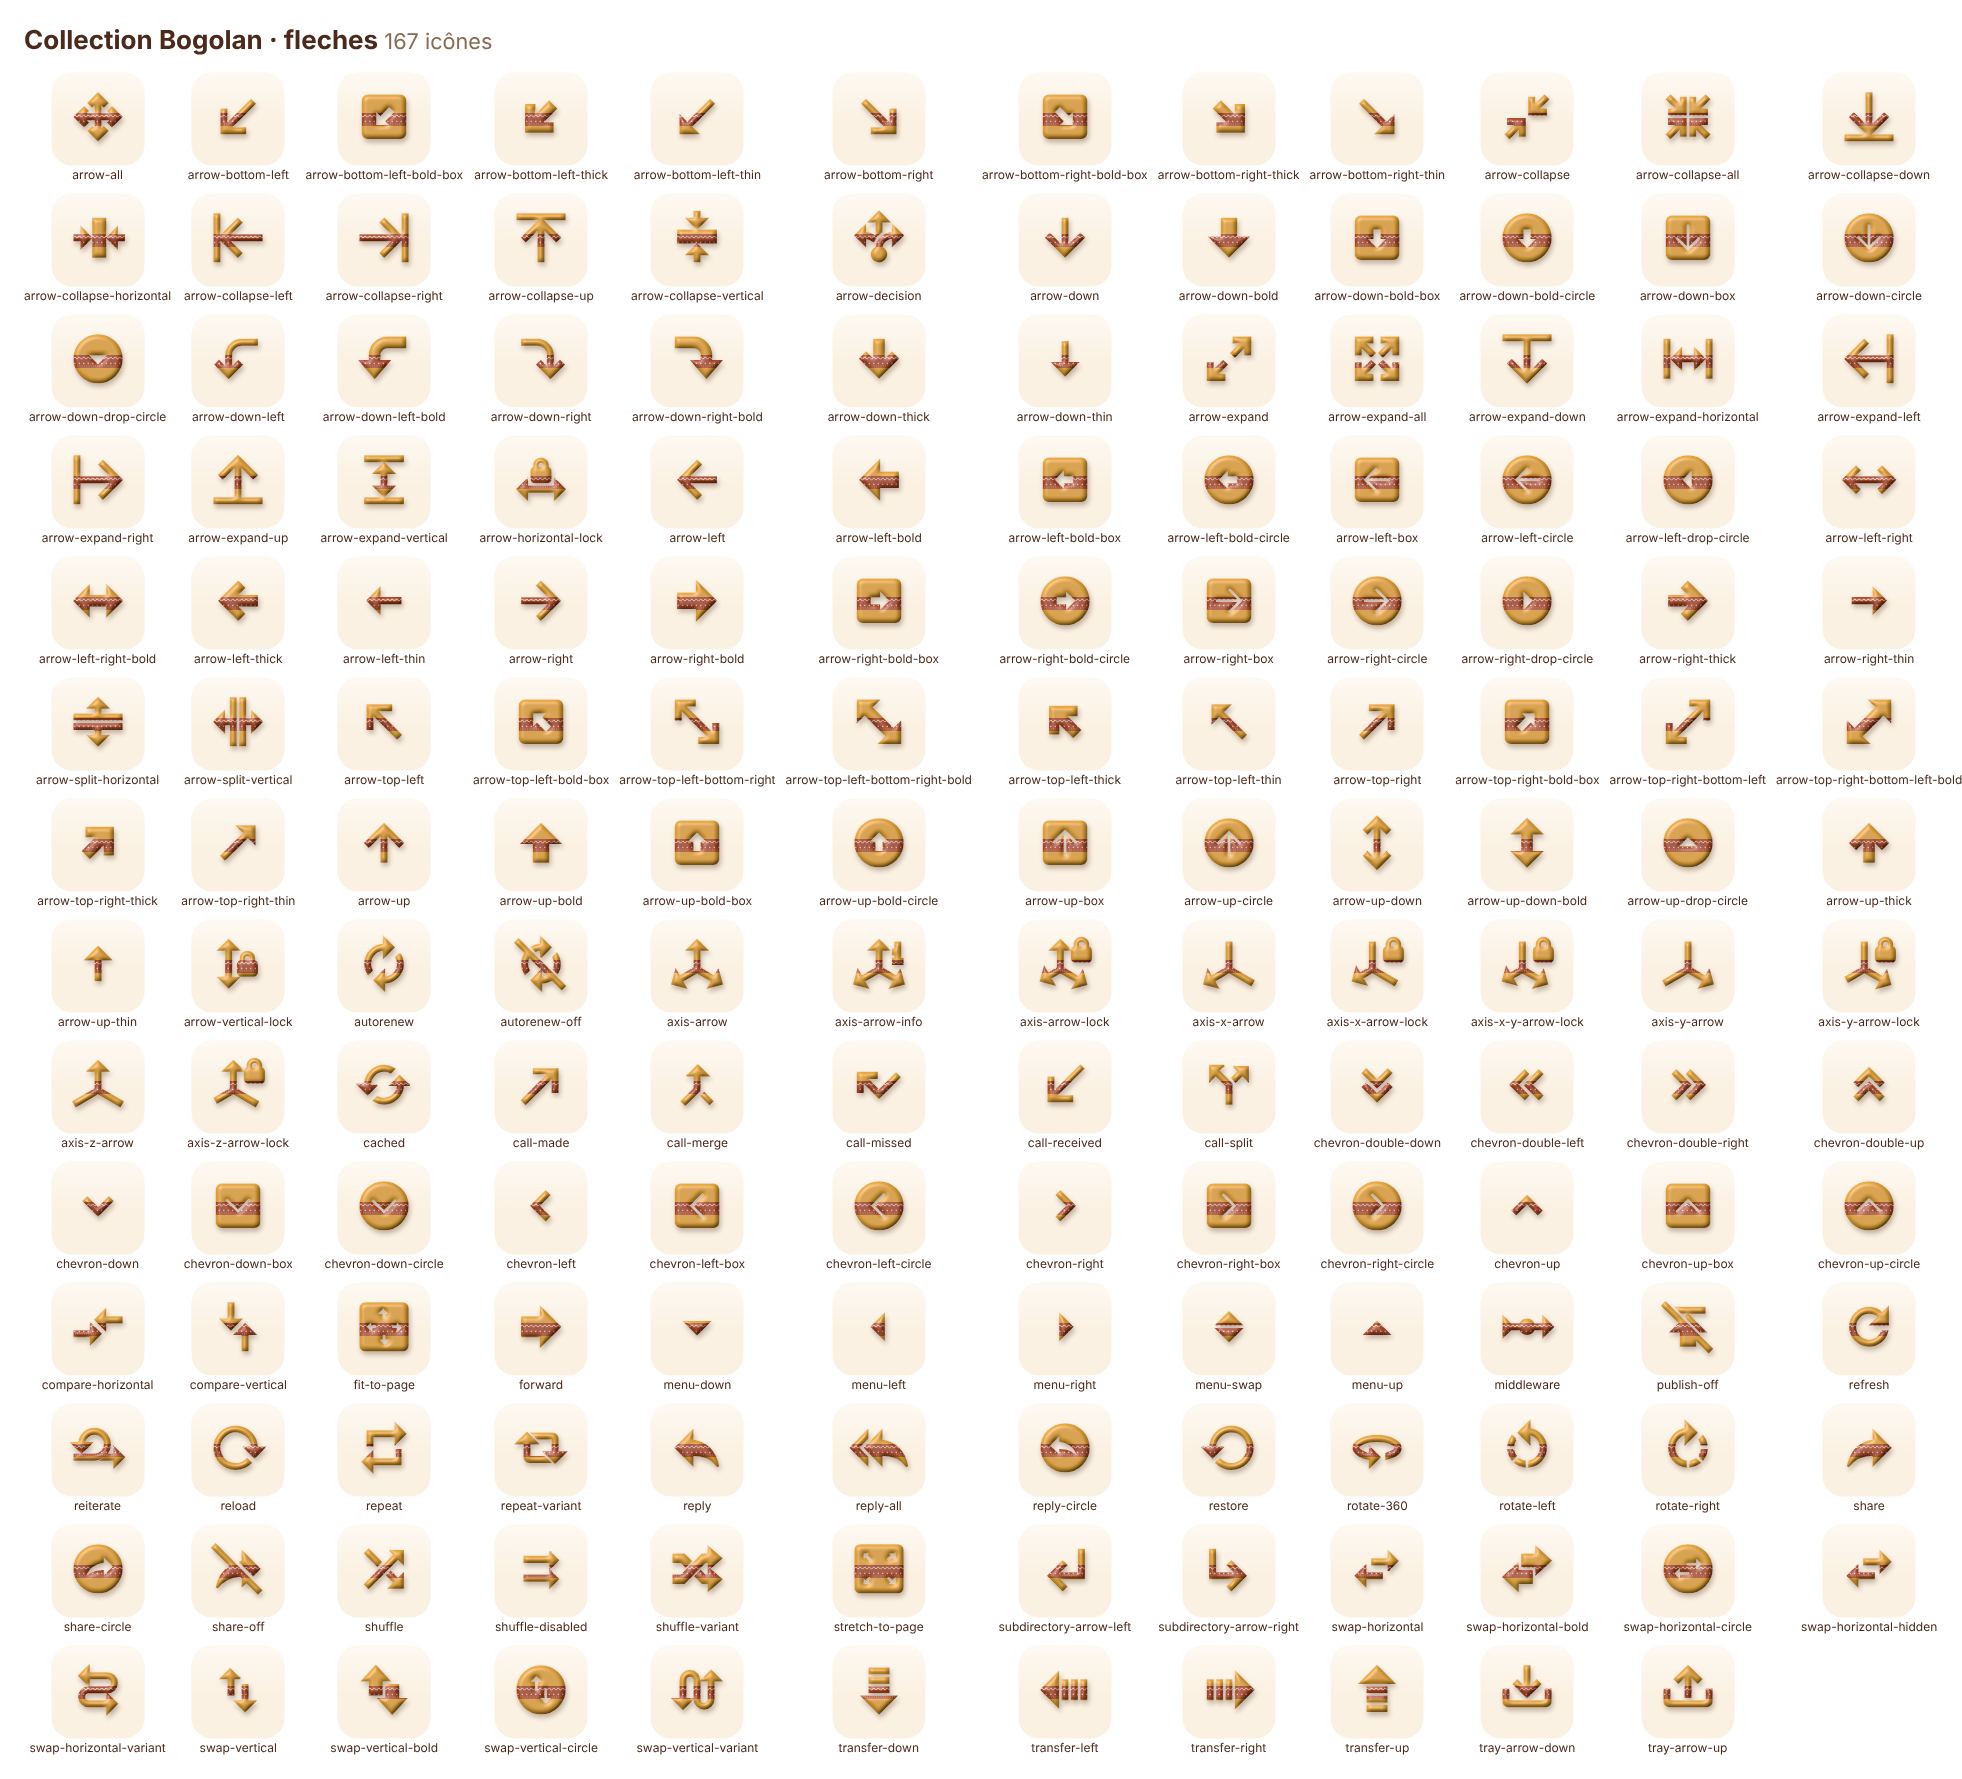 Collection Bogolan · fleches 167 icônes
arrow-all arrow-bottom-left arrow-bottom-left-bold-box arrow-bottom-left-thick arrow-bottom-left-thin arrow-bottom-right arrow-bottom-right-bold-box arrow-bottom-right-thick arrow-bottom-right-thin arrow-collapse arrow-collapse-all arrow-collapse-down
arrow-collapse-horizontal arrow-collapse-left arrow-collapse-right arrow-collapse-up arrow-collapse-vertical arrow-decision arrow-down arrow-down-bold arrow-down-bold-box arrow-down-bold-circle arrow-down-box arrow-down-circle
arrow-down-drop-circle arrow-down-left arrow-down-left-bold arrow-down-right arrow-down-right-bold arrow-down-thick arrow-down-thin arrow-expand arrow-expand-all arrow-expand-down arrow-expand-horizontal arrow-expand-left
arrow-expand-right arrow-expand-up arrow-expand-vertical arrow-horizontal-lock arrow-left arrow-left-bold arrow-left-bold-box arrow-left-bold-circle arrow-left-box arrow-left-circle arrow-left-drop-circle arrow-left-right
arrow-left-right-bold arrow-left-thick arrow-left-thin arrow-right arrow-right-bold arrow-right-bold-box arrow-right-bold-circle arrow-right-box arrow-right-circle arrow-right-drop-circle arrow-right-thick arrow-right-thin
arrow-split-horizontal arrow-split-vertical arrow-top-left arrow-top-left-bold-box arrow-top-left-bottom-right arrow-top-left-bottom-right-bold arrow-top-left-thick arrow-top-left-thin arrow-top-right arrow-top-right-bold-box arrow-top-right-bottom-left arrow-top-right-bottom-left-bold
arrow-top-right-thick arrow-top-right-thin arrow-up arrow-up-bold arrow-up-bold-box arrow-up-bold-circle arrow-up-box arrow-up-circle arrow-up-down arrow-up-down-bold arrow-up-drop-circle arrow-up-thick
arrow-up-thin arrow-vertical-lock autorenew autorenew-off axis-arrow axis-arrow-info axis-arrow-lock axis-x-arrow axis-x-arrow-lock axis-x-y-arrow-lock axis-y-arrow axis-y-arrow-lock
axis-z-arrow axis-z-arrow-lock cached call-made call-merge call-missed call-received call-split chevron-double-down chevron-double-left chevron-double-right chevron-double-up
chevron-down chevron-down-box chevron-down-circle chevron-left chevron-left-box chevron-left-circle chevron-right chevron-right-box chevron-right-circle chevron-up chevron-up-box chevron-up-circle
compare-horizontal compare-vertical fit-to-page forward menu-down menu-left menu-right menu-swap menu-up middleware publish-off refresh
reiterate reload repeat repeat-variant reply reply-all reply-circle restore rotate-360 rotate-left rotate-right share
share-circle share-off shuffle shuffle-disabled shuffle-variant stretch-to-page subdirectory-arrow-left subdirectory-arrow-right swap-horizontal swap-horizontal-bold swap-horizontal-circle swap-horizontal-hidden
swap-horizontal-variant swap-vertical swap-vertical-bold swap-vertical-circle swap-vertical-variant transfer-down transfer-left transfer-right transfer-up tray-arrow-down tray-arrow-up